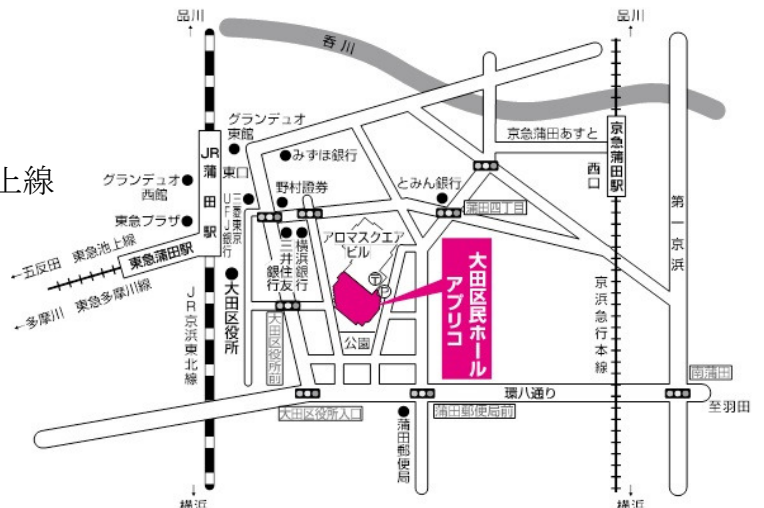 品川
品川
呑川
グランデュオ
東館
みずほ銀行
京急蒲田あすと
京急蒲田駅
西口
上線
JR蒲田駅
東口
グランデュオ
西館
野村證券
とみん銀行
蒲田四丁目
第一京浜
東急プラザ
三菱東京
UFJ銀行
アロマスクエア
ビル
←五反田 東急池上線
東急蒲田駅
三井住友
銀行
横浜銀行
P
大田区民ホール
アプリコ
←多摩川 東急多摩川線
JR京浜東北線
大田区役所
大田区役所前
公園
京浜急行本線
南蒲田
環八通り
至羽田
大田区役所入口
蒲田郵便局前
蒲田郵便局
横浜
横浜